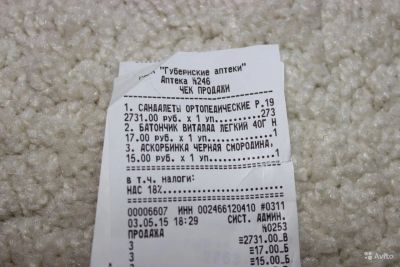 "Губернские аптеки"
Аптека №246
ЧЕК ПРОДАЖИ
1. САНДАЛЕТЫ ОРТОПЕДИЧЕСКИЕ Р.19
2731.00 руб. x 1 уп...........273
2. БАТОНЧИК ВИТАЛАД ЛЕГКИЙ 40Г Н
17.00 руб. x 1 уп.............1
3. АСКОРБИНКА ЧЕРНАЯ СМОРОДИНА,
15.00 руб. x 1 уп............1
в т.ч. налоги:
НДС 18%....................
00006607 ИНН 002466120410 #0311
03.05.15 18:29 СИСТ. АДМИН.
ПРОДАЖА №0253
3 ≡2731.00_Б
3 ≡17.00_Б
3 ≡15.00_Б
Avito